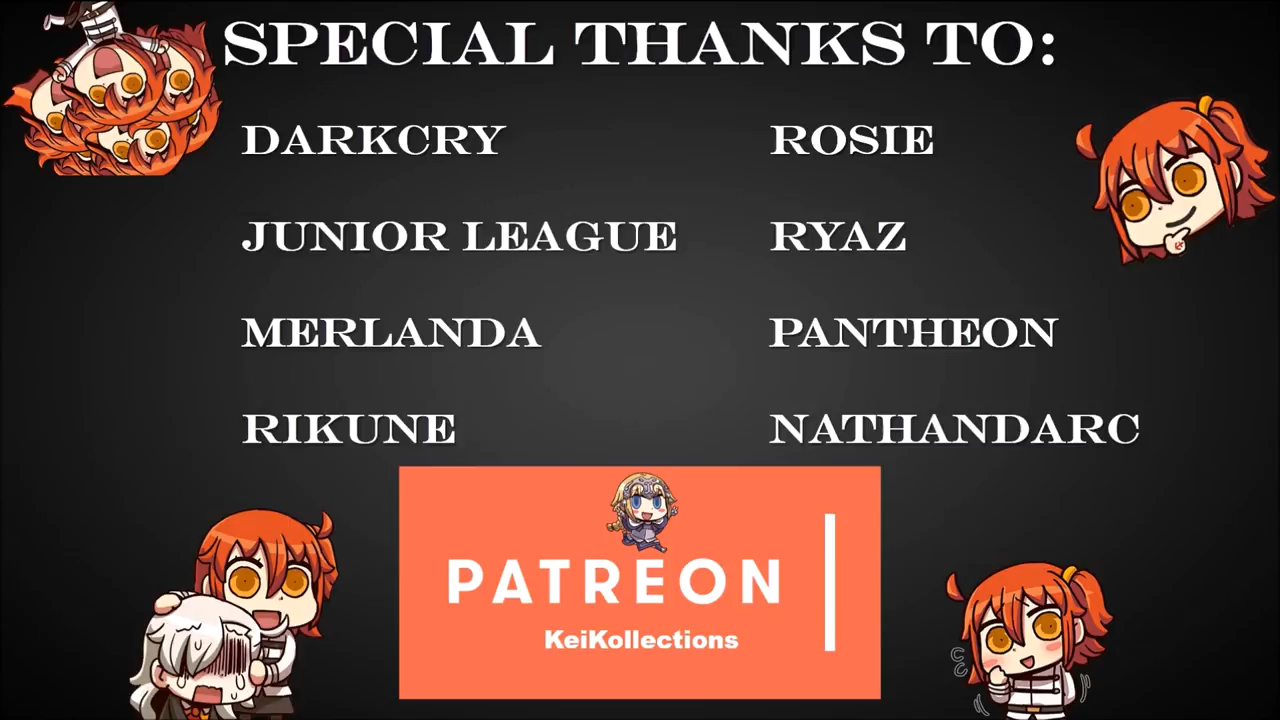 SPECIAL THANKS TO:
DARKCRY
ROSIE
JUNIOR LEAGUE
RYAZ
MERLANDA
PANTHEON
RIKUNE
NATHANDARC
PATREON
KeiKollections